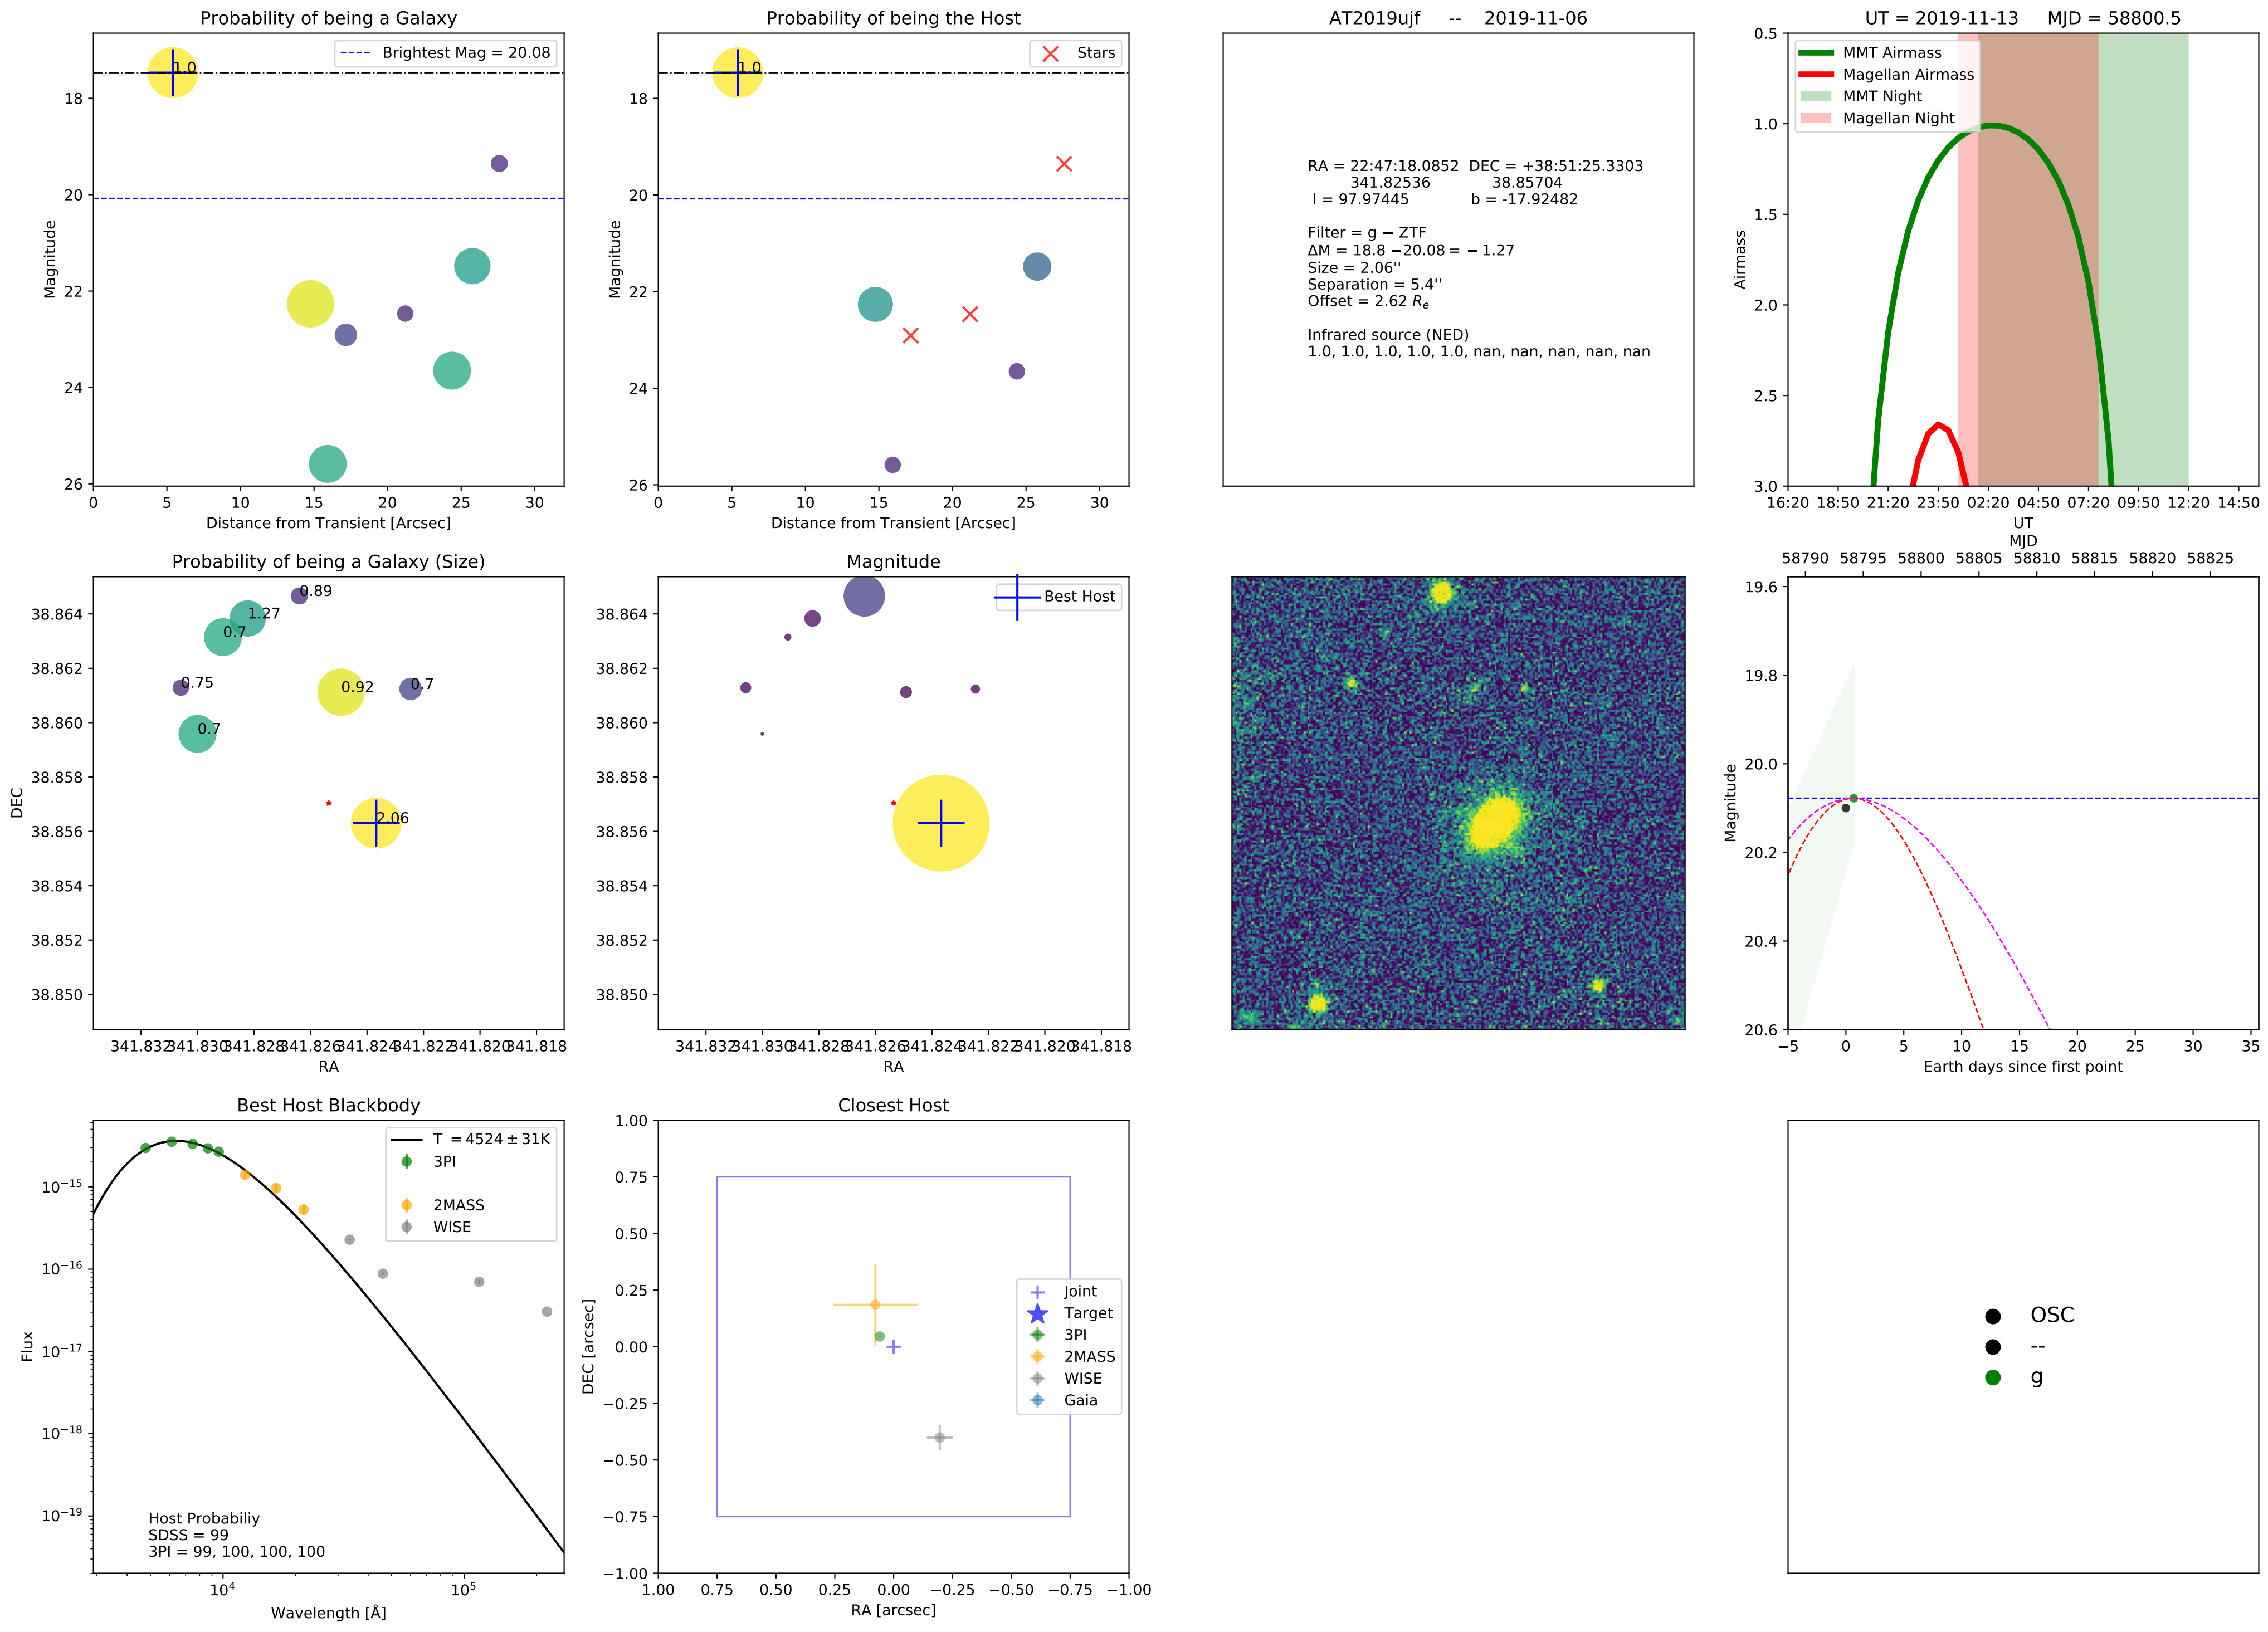 Probability of being a Galaxy
Brightest Mag = 20.08
1.0
18
20
22
24
26
Magnitude
0 5 10 15 20 25 30
Distance from Transient [Arcsec]
Probability of being the Host
Stars
1.0
18
20
22
24
26
Magnitude
0 5 10 15 20 25 30
Distance from Transient [Arcsec]
AT2019ujf -- 2019-11-06
RA = 22:47:18.0852 DEC = +38:51:25.3303
341.82536 38.85704
l = 97.97445 b = -17.92482
Filter = g − ZTF
ΔM = 18.8 −20.08 = −1.27
Size = 2.06''
Separation = 5.4''
Offset = 2.62 Re
Infrared source (NED)
1.0, 1.0, 1.0, 1.0, 1.0, nan, nan, nan, nan, nan
UT = 2019-11-13 MJD = 58800.5
MMT Airmass
Magellan Airmass
MMT Night
Magellan Night
0.5
1.0
1.5
2.0
2.5
3.0
Airmass
16:20 18:50 21:20 23:50 02:20 04:50 07:20 09:50 12:20 14:50
UT
Probability of being a Galaxy (Size)
0.89
1.27
0.7
0.75
0.92
0.7
0.7
2.06
38.864
38.862
38.860
38.858
38.856
38.854
38.852
38.850
DEC
341.832 341.830 341.828 341.826 341.824 341.822 341.820 341.818
RA
Magnitude
Best Host
38.864
38.862
38.860
38.858
38.856
38.854
38.852
38.850
341.832 341.830 341.828 341.826 341.824 341.822 341.820 341.818
RA
MJD
58790 58795 58800 58805 58810 58815 58820 58825
19.6
19.8
20.0
20.2
20.4
20.6
Magnitude
−5 0 5 10 15 20 25 30 35
Earth days since first point
Best Host Blackbody
T = 4524 ± 31K
3PI
2MASS
WISE
10−15
10−16
10−17
10−18
10−19
Flux
Host Probabiliy
SDSS = 99
3PI = 99, 100, 100, 100
104 105
Wavelength [Å]
Closest Host
Joint
Target
3PI
2MASS
WISE
Gaia
1.00
0.75
0.50
0.25
0.00
−0.25
−0.50
−0.75
−1.00
DEC [arcsec]
1.00 0.75 0.50 0.25 0.00 −0.25 −0.50 −0.75 −1.00
RA [arcsec]
OSC
--
g